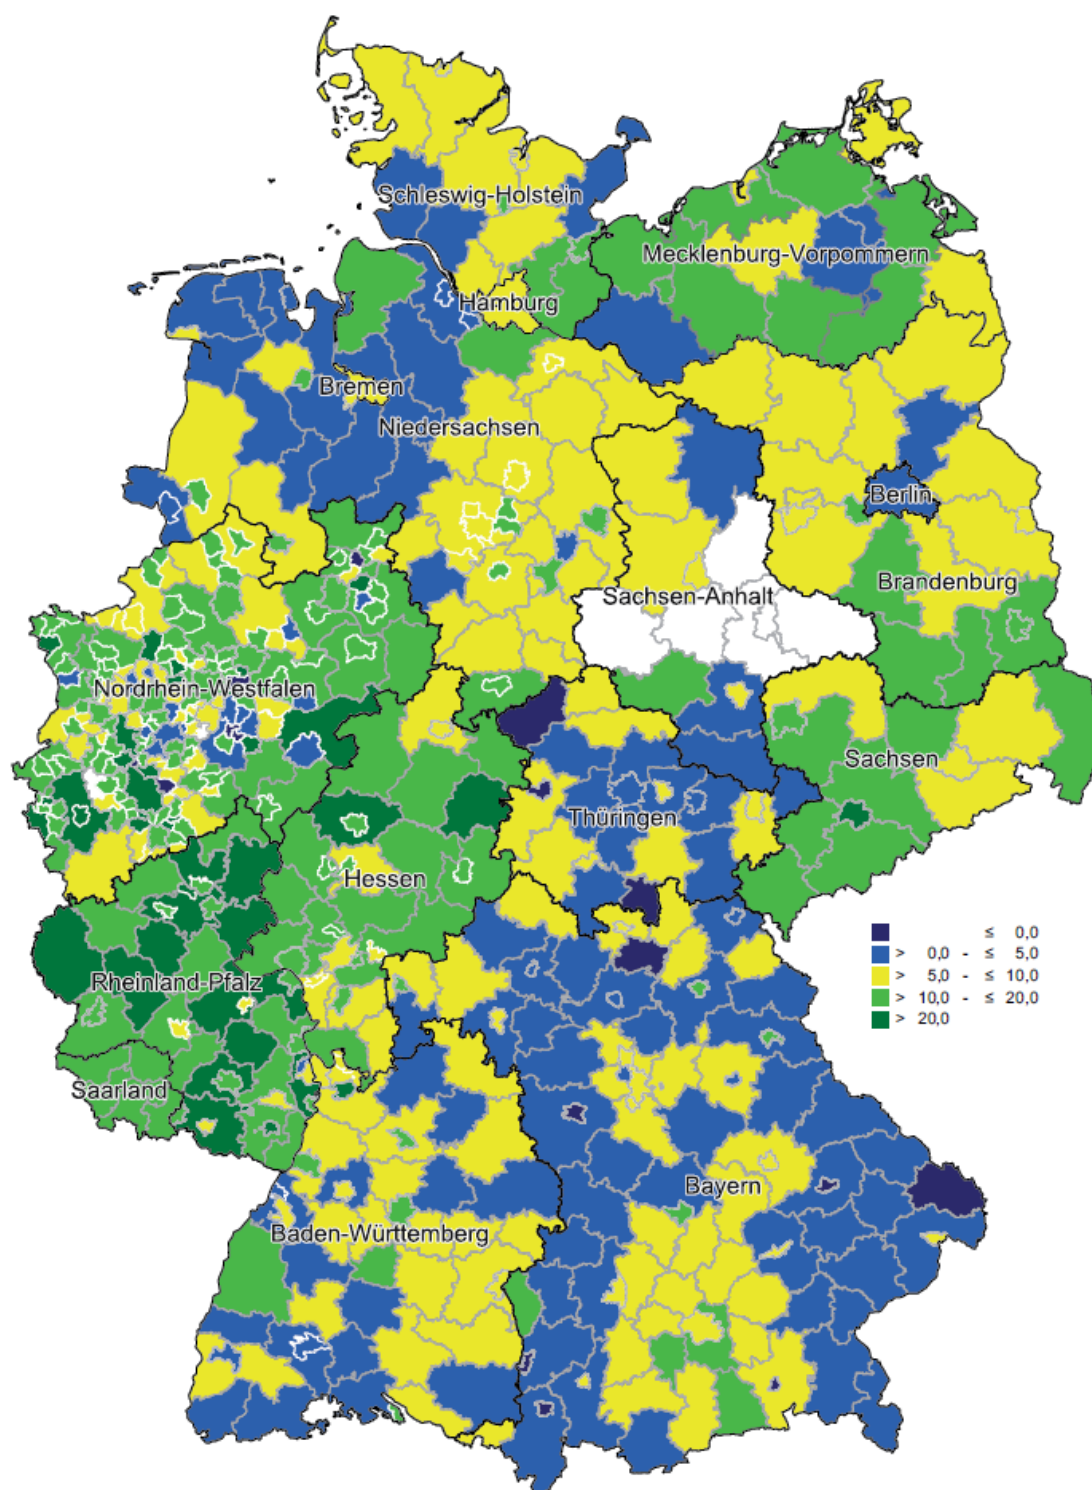 Schleswig-Holstein
Mecklenburg-Vorpommern
Hamburg
Bremen
Niedersachsen
Berlin
Sachsen-Anhalt
Brandenburg
Nordrhein-Westfalen
Sachsen
Thüringen
Hessen
Rheinland-Pfalz
Saarland
Bayern
Baden-Württemberg
≤ 0,0
> 0,0 - ≤ 5,0
> 5,0 - ≤ 10,0
> 10,0 - ≤ 20,0
> 20,0